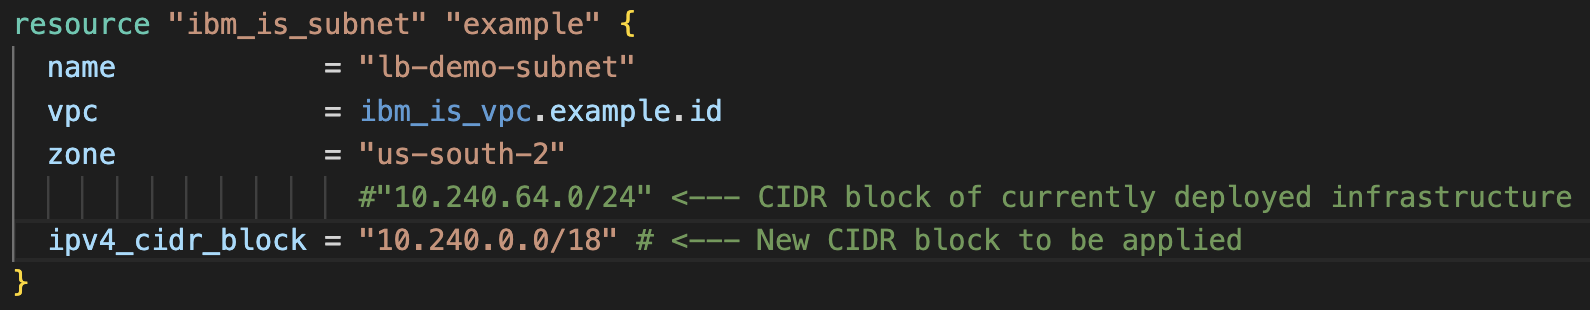 resource "ibm_is_subnet" "example" {
  name            = "lb-demo-subnet"
  vpc             = ibm_is_vpc.example.id
  zone            = "us-south-2"
                  #"10.240.64.0/24" <--- CIDR block of currently deployed infrastructure
  ipv4_cidr_block = "10.240.0.0/18" # <--- New CIDR block to be applied
}